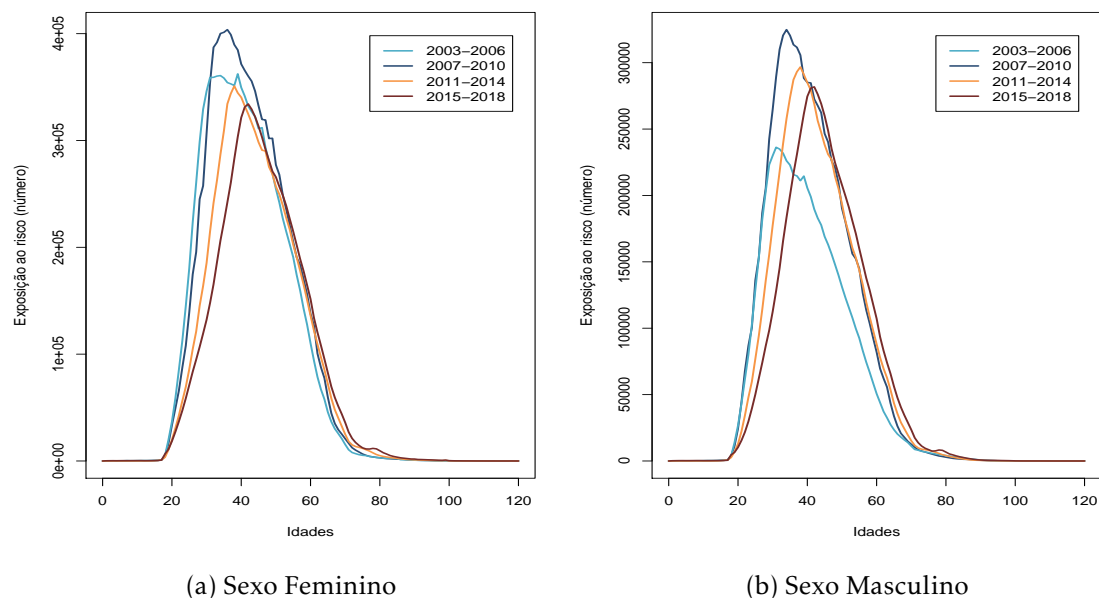 4e+05
3e+05
2e+05
1e+05
0e+00
Exposição ao risco (número)
2003−2006
2007−2010
2011−2014
2015−2018
0 20 40 60 80 100 120
Idades
(a) Sexo Feminino
300000
250000
200000
150000
100000
50000
0
Exposição ao risco (número)
2003−2006
2007−2010
2011−2014
2015−2018
0 20 40 60 80 100 120
Idades
(b) Sexo Masculino